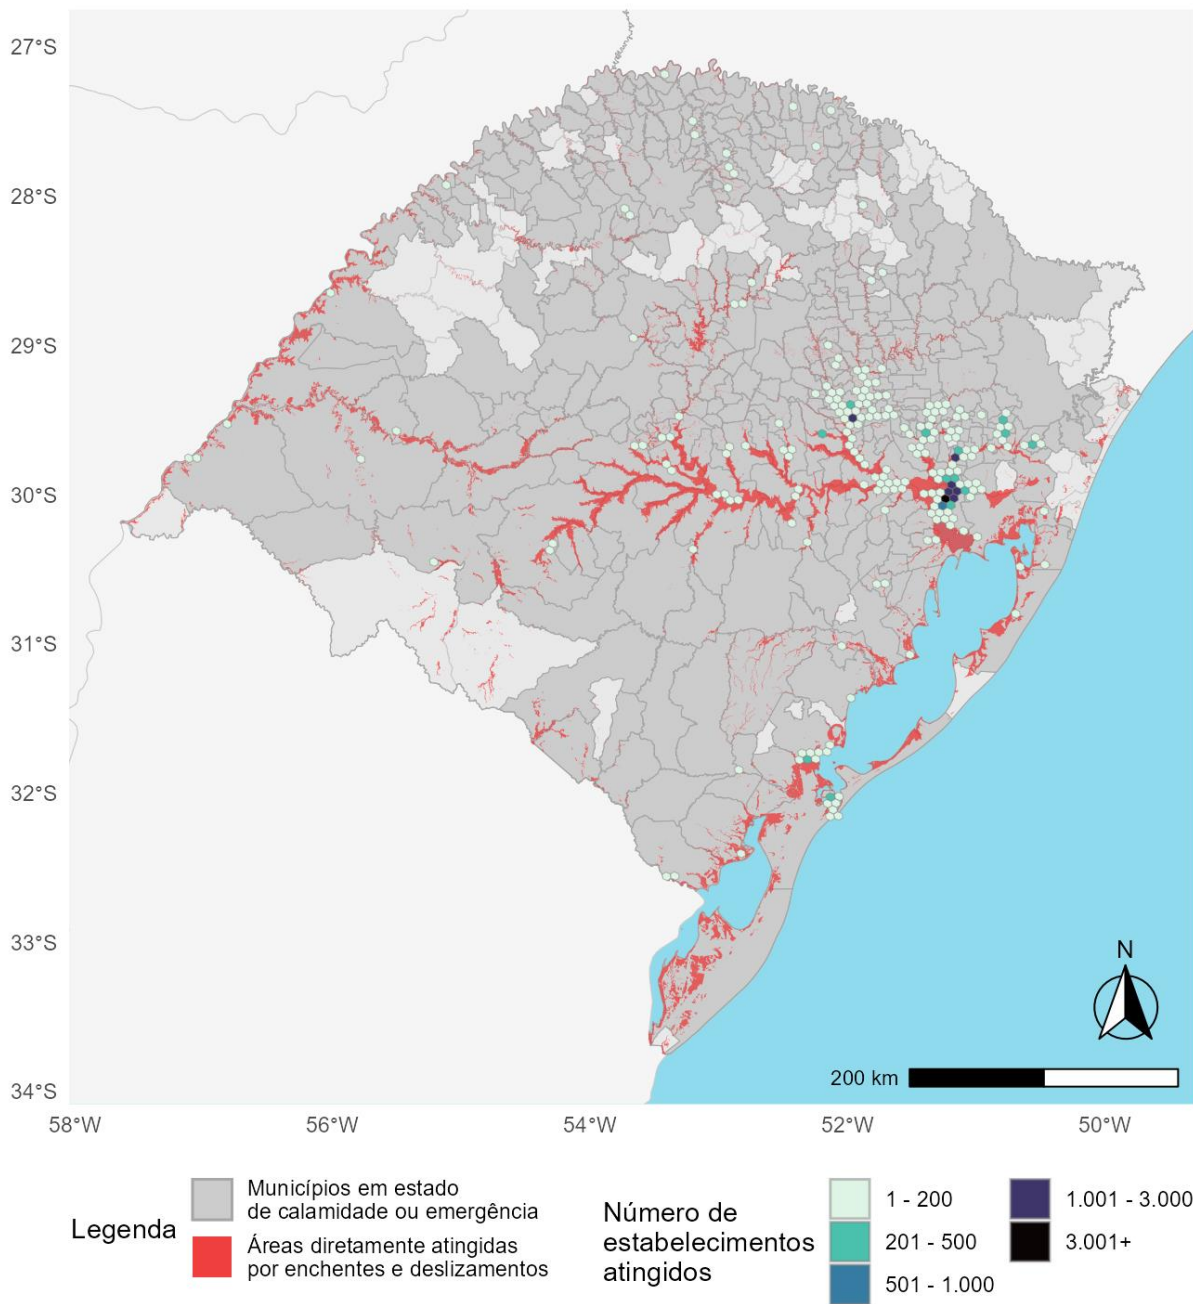 27°S
28°S
29°S
30°S
31°S
32°S
33°S
34°S
N
200 km
58°W
56°W
54°W
52°W
50°W
Legenda
Municípios em estado
de calamidade ou emergência
Áreas diretamente atingidas
por enchentes e deslizamentos
Número de
estabelecimentos
atingidos
1 - 200
201 - 500
501 - 1.000
1.001 - 3.000
3.001+